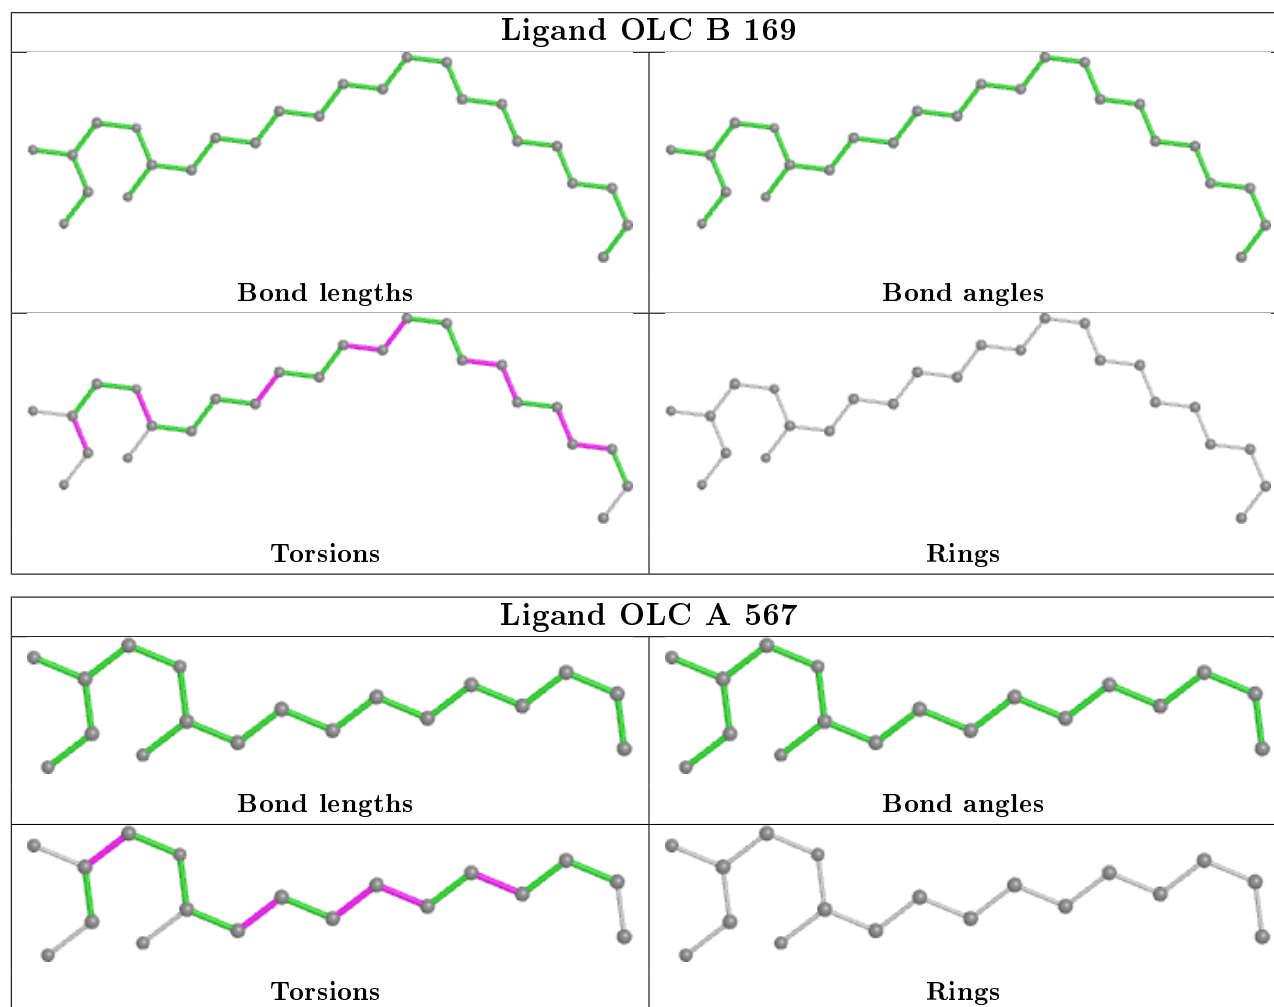 Ligand OLC B 169
Bond lengths
Bond angles
Torsions
Rings
Ligand OLC A 567
Bond lengths
Bond angles
Torsions
Rings